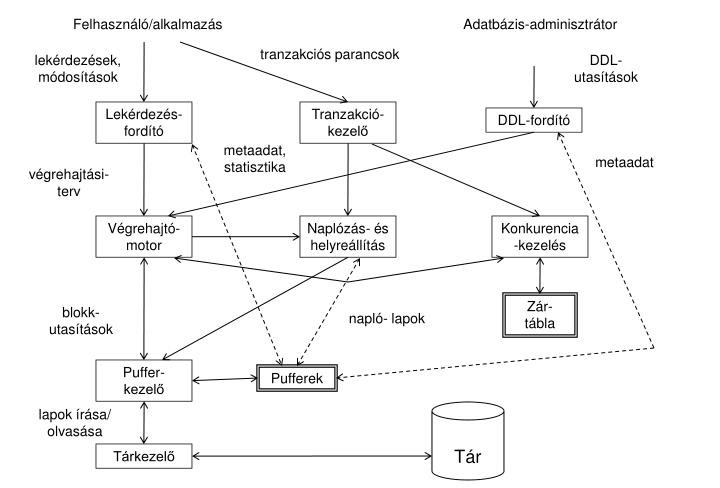 Felhasználó/alkalmazás
Adatbázis-adminisztrátor
lekérdezések,
módosítások
tranzakciós parancsok
DDL-
utasítások
Lekérdezés-
fordító
Tranzakció-
kezelő
DDL-fordító
metaadat,
statisztika
metaadat
végrehajtási-
terv
Végrehajtó-
motor
Naplózás- és
helyreállítás
Konkurencia
-kezelés
blokk-
utasítások
napló- lapok
Zár-
tábla
Puffer-
kezelő
Pufferek
lapok írása/
olvasása
Tárkezelő
Tár